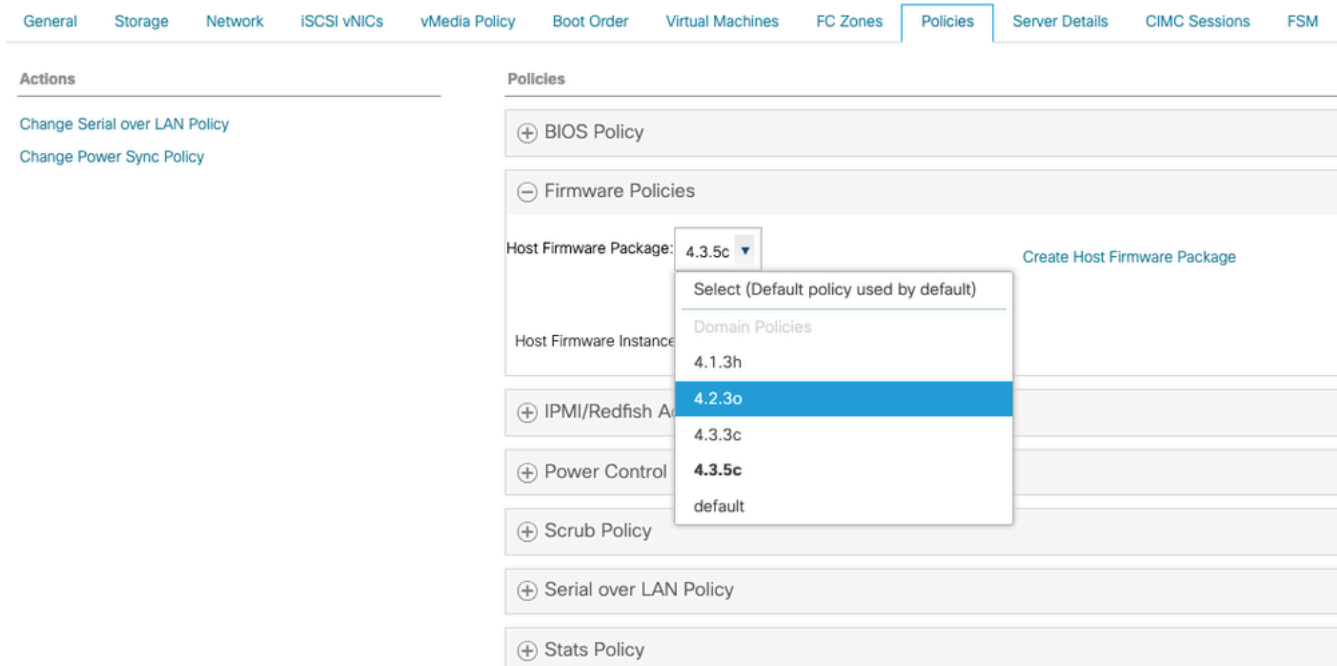 General Storage Network iSCSI vNICs vMedia Policy Boot Order Virtual Machines FC Zones Policies Server Details CIMC Sessions FSM
Actions
Change Serial over LAN Policy
Change Power Sync Policy
Policies
BIOS Policy
Firmware Policies
Host Firmware Package: 4.3.5c Create Host Firmware Package
Select (Default policy used by default)
Domain Policies
Host Firmware Instance
4.1.3h
4.2.3o
4.3.3c
4.3.5c
default
IPMI/Redfish A
Power Control
Scrub Policy
Serial over LAN Policy
Stats Policy